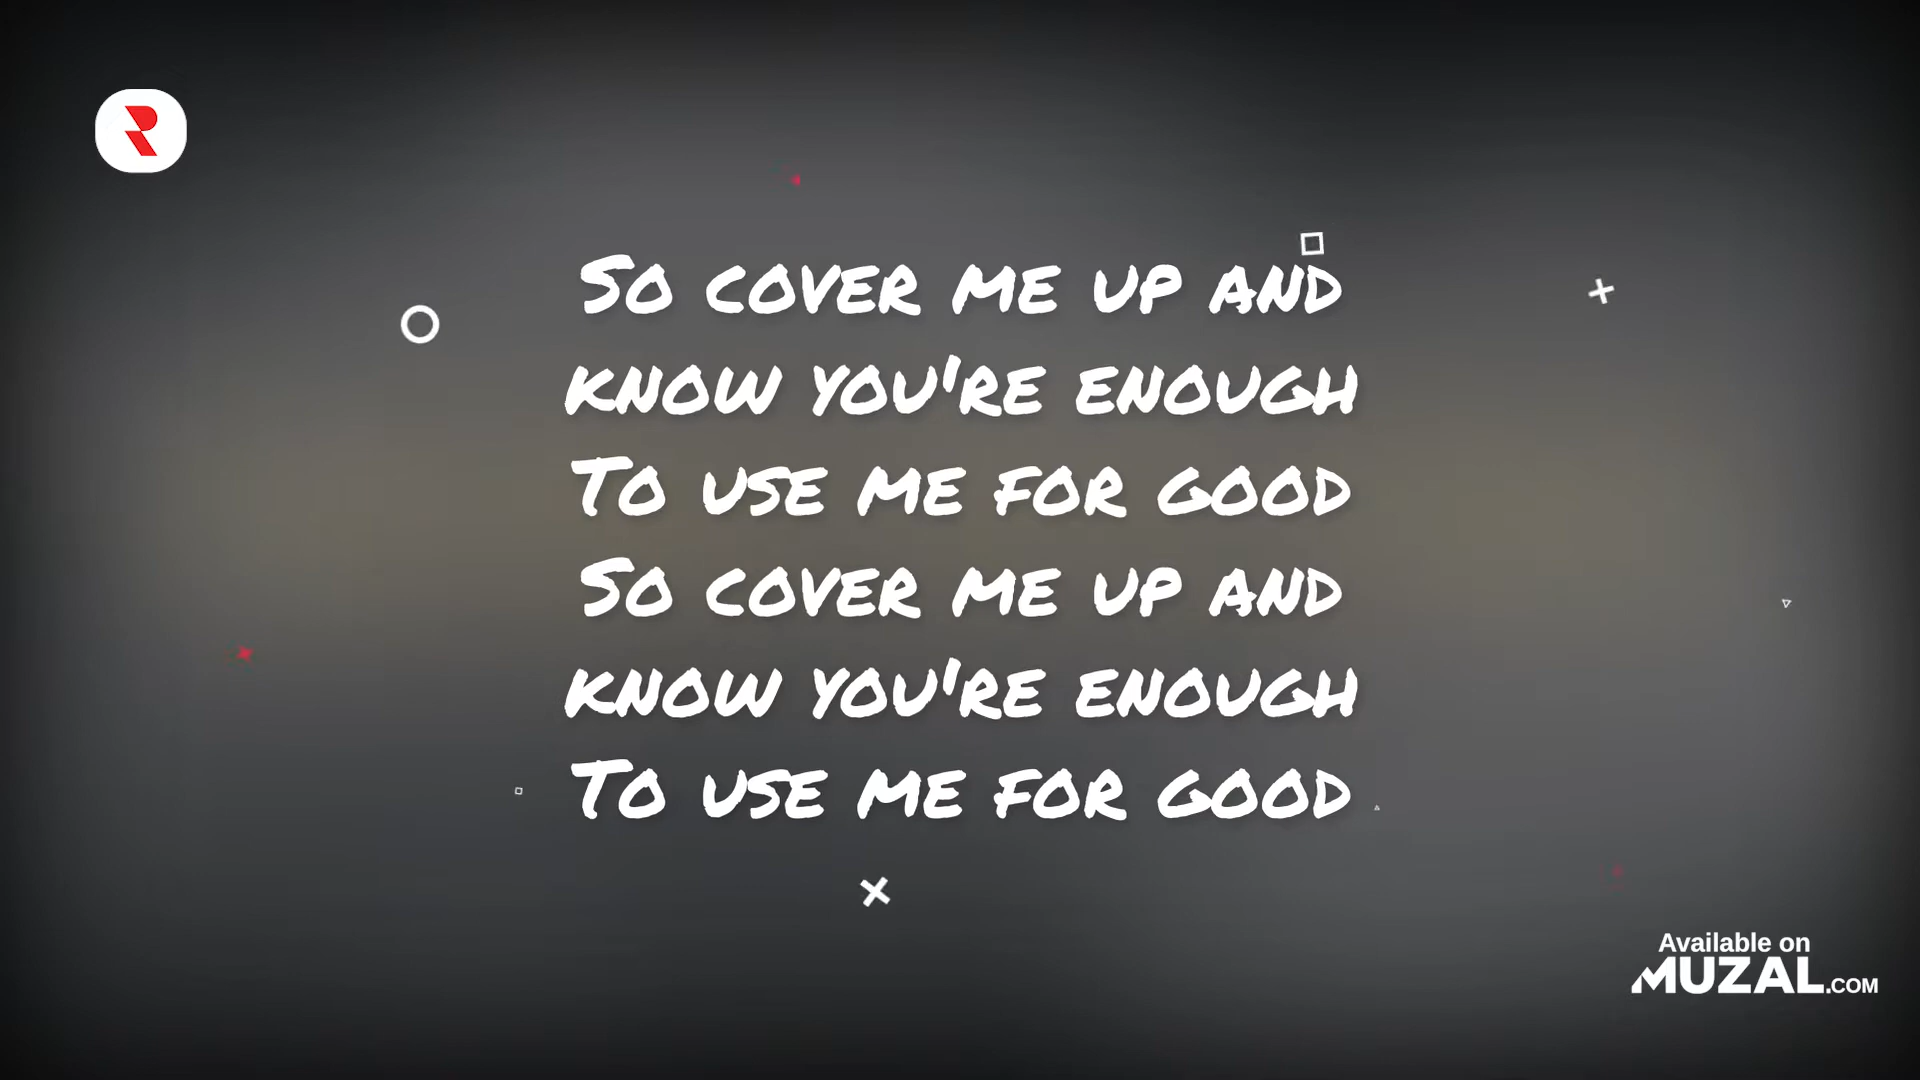 So cover me up and
know you're enough
To use me for good
So cover me up and
know you're enough
To use me for good
Available on
MUZAL.COM